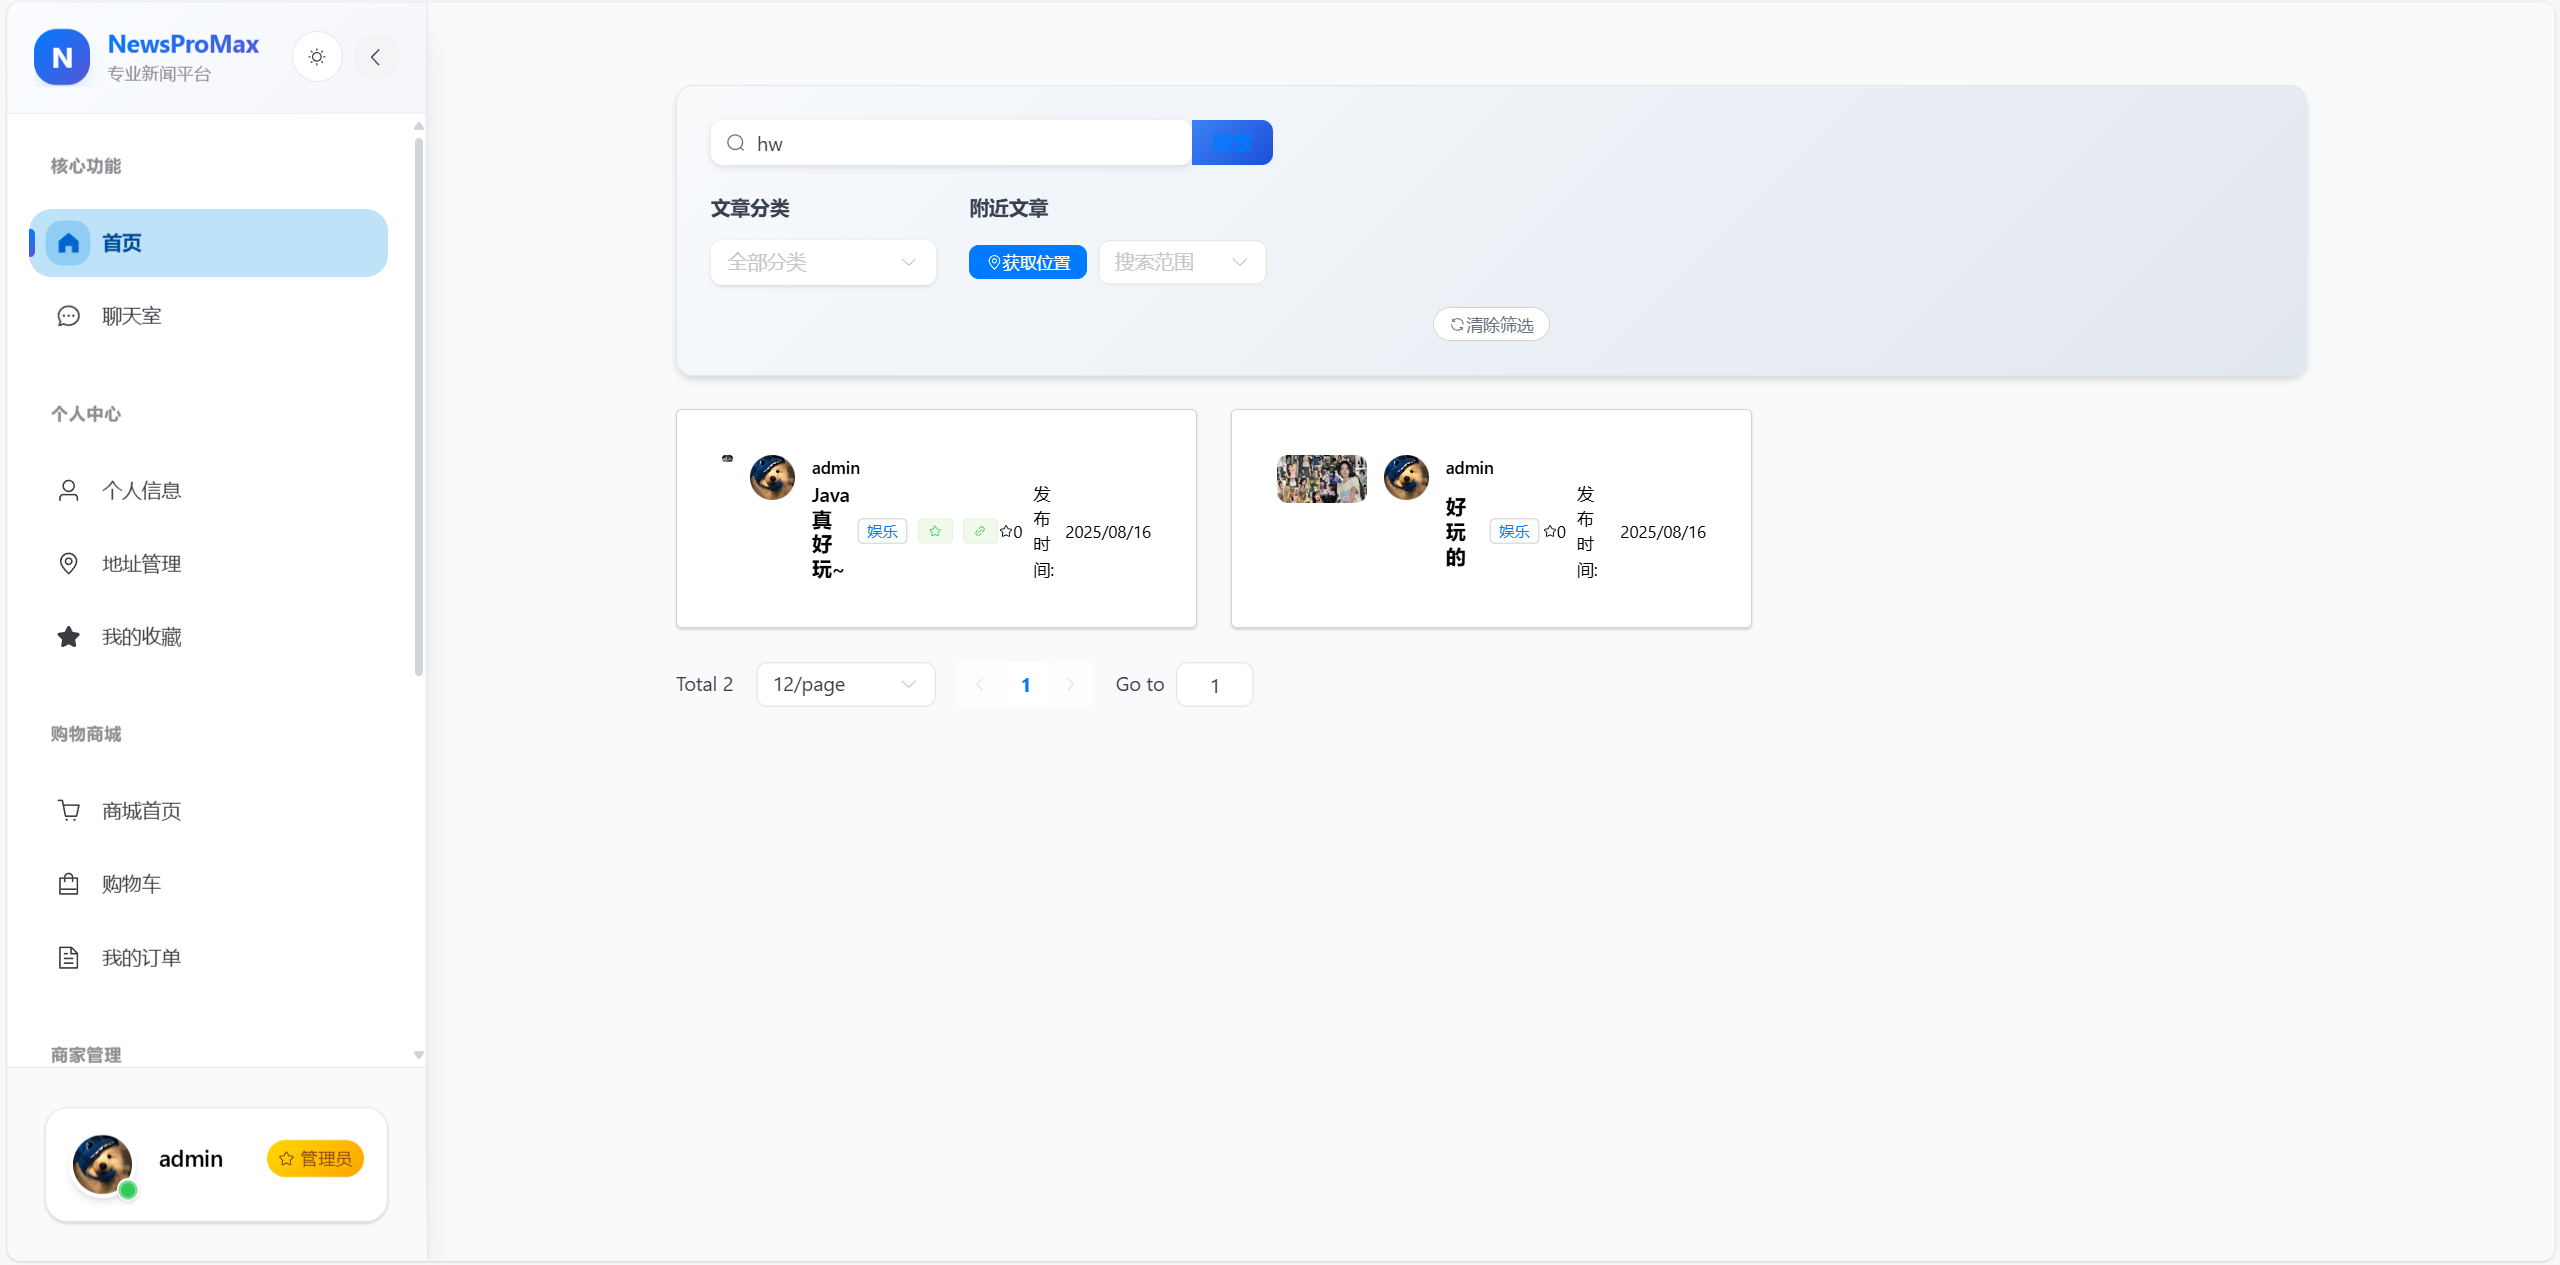 N
NewsProMax
专业新闻平台
核心功能
首页
聊天室
个人中心
个人信息
地址管理
我的收藏
购物商城
商城首页
购物车
我的订单
商家管理
admin
管理员
hw
搜索
文章分类
附近文章
全部分类
获取位置
搜索范围
清除筛选
admin
Java
真
好
玩~
娱乐
0
发
布
时
间:
2025/08/16
admin
好
玩
的
娱乐
0
发
布
时
间:
2025/08/16
Total 2
12/page
1
Go to
1